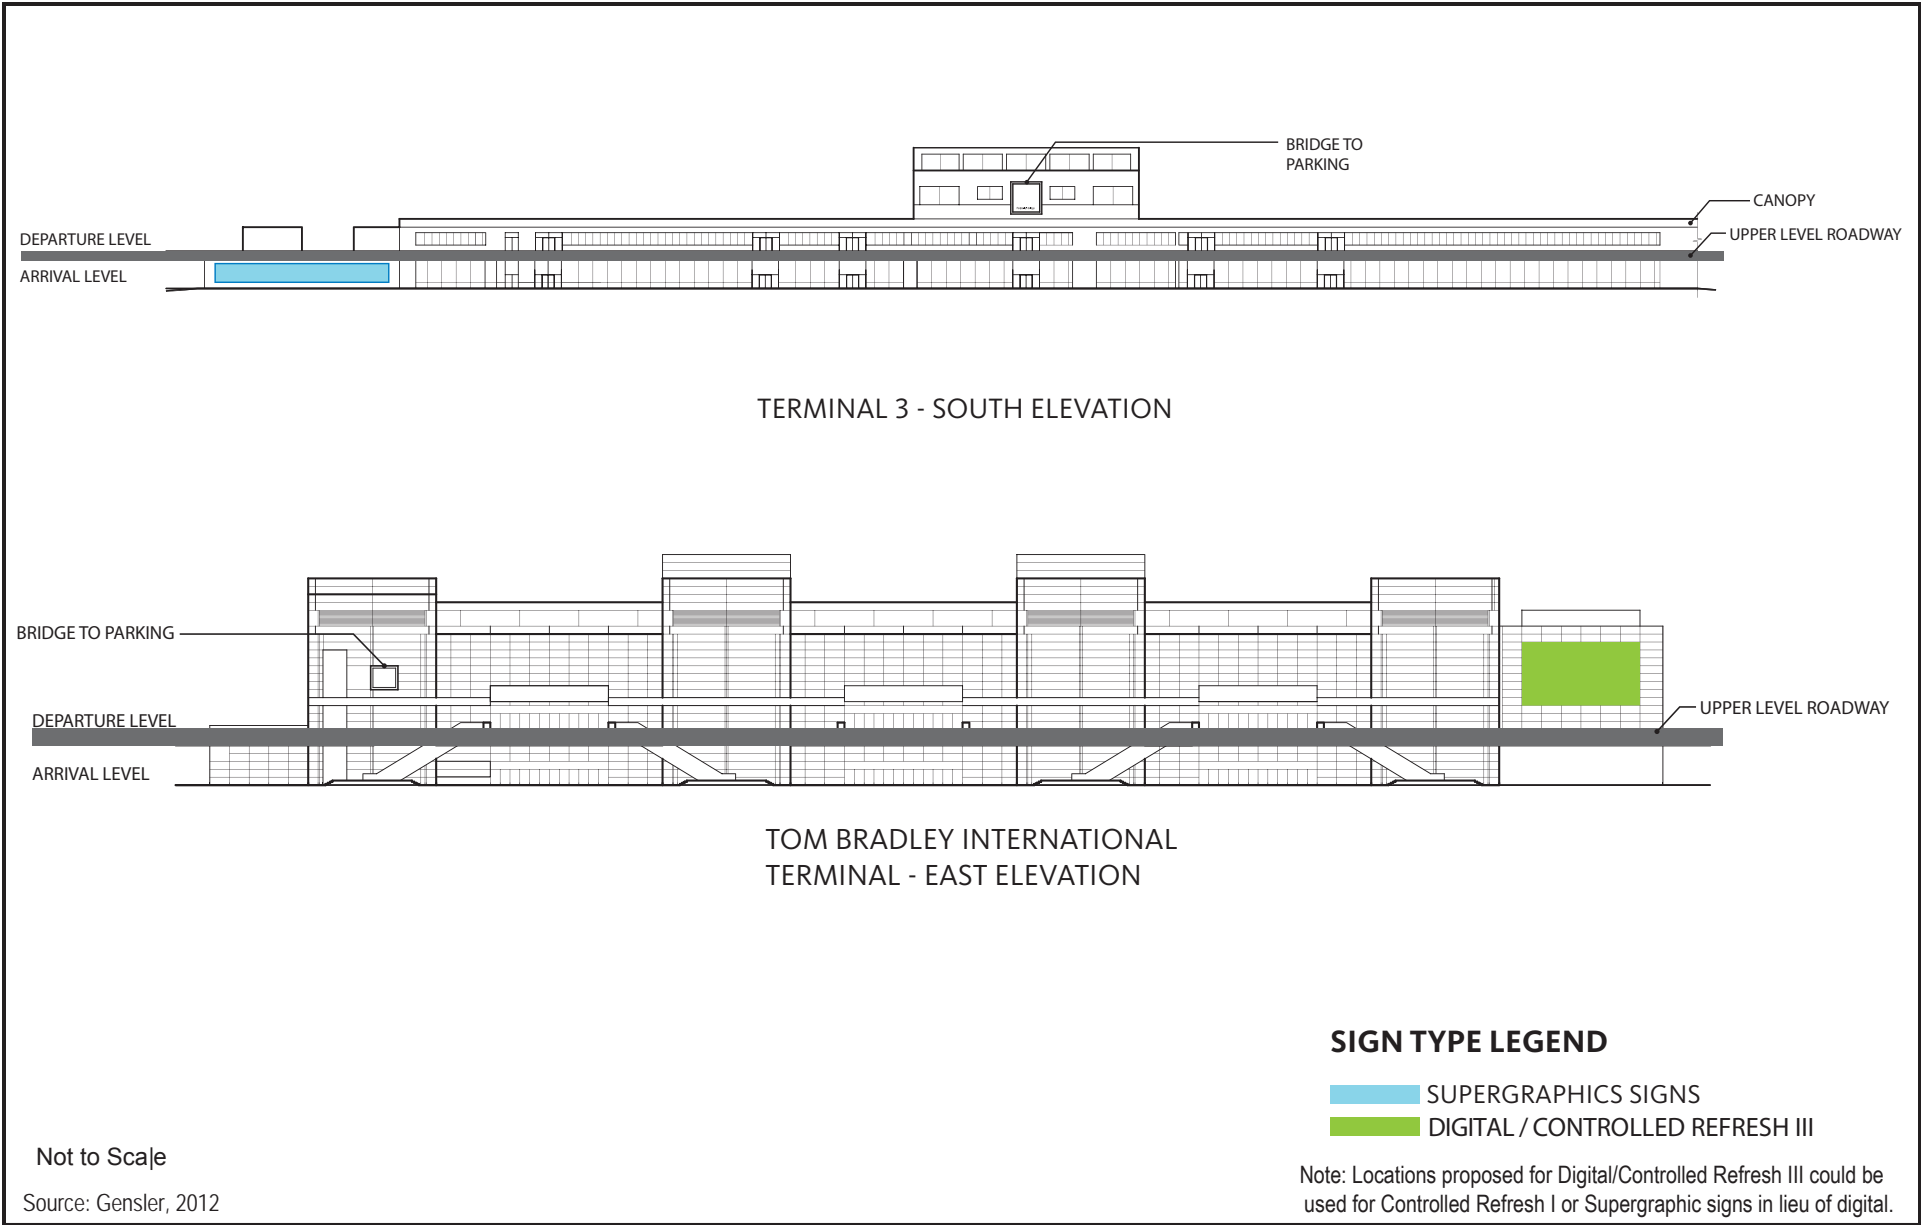 BRIDGE TO
PARKING
CANOPY
UPPER LEVEL ROADWAY
DEPARTURE LEVEL
ARRIVAL LEVEL
TERMINAL 3 - SOUTH ELEVATION
BRIDGE TO PARKING
DEPARTURE LEVEL
UPPER LEVEL ROADWAY
ARRIVAL LEVEL
TOM BRADLEY INTERNATIONAL
TERMINAL - EAST ELEVATION
SIGN TYPE LEGEND
SUPERGRAPHICS SIGNS
DIGITAL / CONTROLLED REFRESH III
Not to Scale
Source: Gensler, 2012
Note: Locations proposed for Digital/Controlled Refresh III could be
used for Controlled Refresh I or Supergraphic signs in lieu of digital.